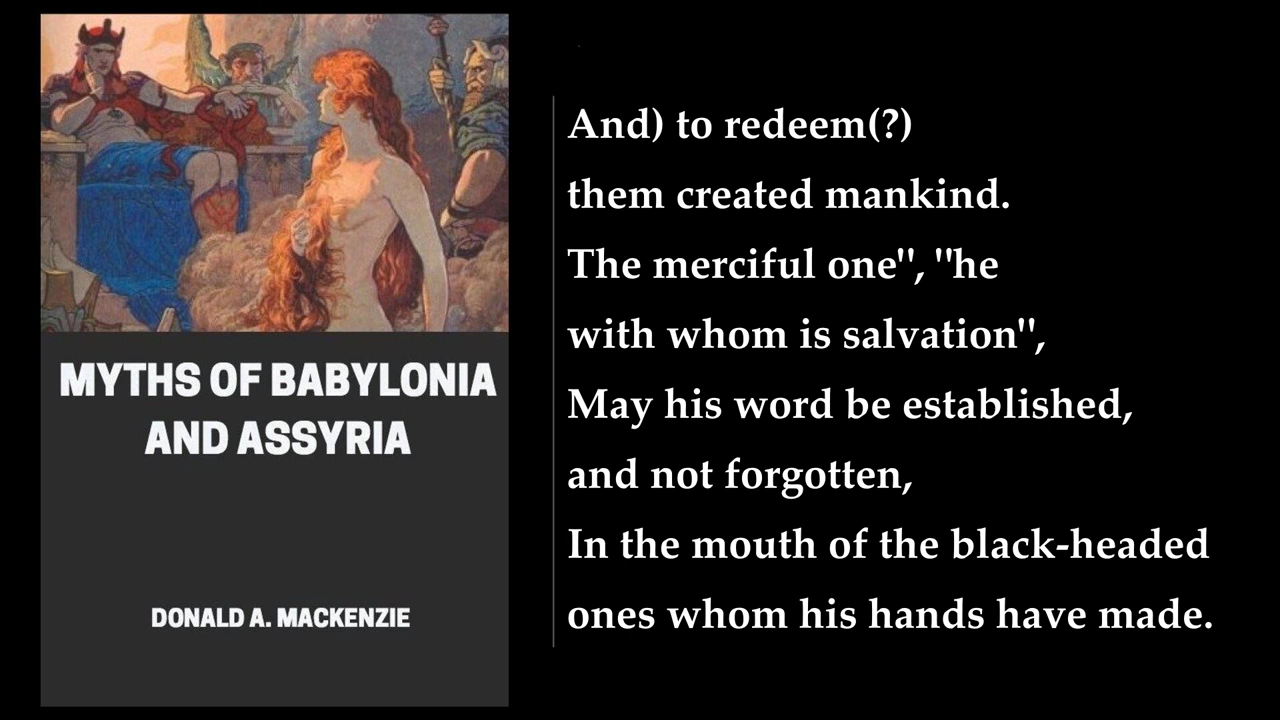 MYTHS OF BABYLONIA
AND ASSYRIA
DONALD A. MACKENZIE
And) to redeem(?)
them created mankind.
The merciful one", "he
with whom is salvation",
May his word be established,
and not forgotten,
In the mouth of the black-headed
ones whom his hands have made.